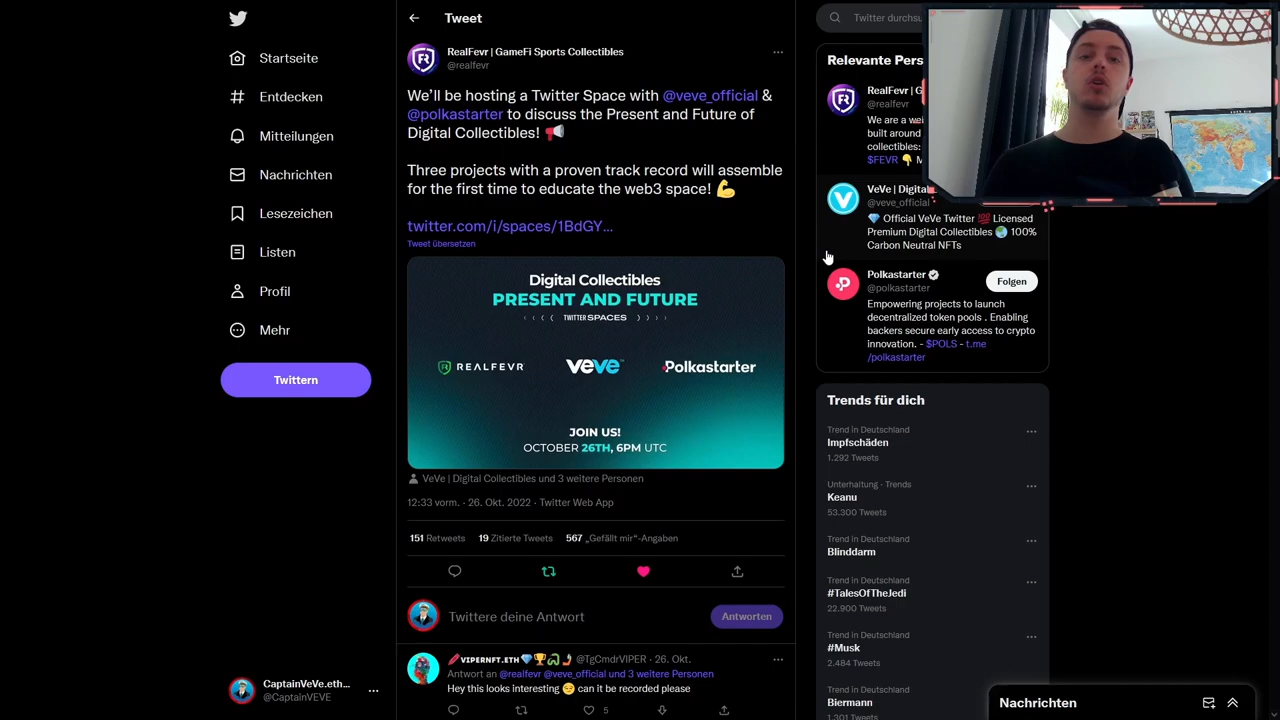 Startseite
Entdecken
Mitteilungen
Nachrichten
Lesezeichen
Listen
Profil
Mehr
Twittern
CaptainVeVe.eth...
@CaptainVEVE
Tweet
RealFevr | GameFi Sports Collectibles
@realfevr
We'll be hosting a Twitter Space with @veve_official &
@polkastarter to discuss the Present and Future of
Digital Collectibles! 📢
Three projects with a proven track record will assemble
for the first time to educate the web3 space! 💪
twitter.com/i/spaces/1BdGY...
Tweet übersetzen
Digital Collectibles
PRESENT AND FUTURE
TWITTER SPACES
REALFEVR
veve™
Polkastarter
JOIN US!
OCTOBER 26TH, 6PM UTC
VeVe | Digital Collectibles und 3 weitere Personen
12:33 vorm. · 26. Okt. 2022 · Twitter Web App
151 Retweets 19 Zitierte Tweets 567 „Gefällt mir“-Angaben
Twittere deine Antwort
Antworten
VIPERNFT.ETH @TgCmdrVIPER · 26. Okt.
Antwort an @realfevr @veve_official und 3 weitere Personen
Hey this looks interesting 😌 can it be recorded please
5
Twitter durchsu
Relevante Pers
RealFevr | G
@realfevr
We are a we
built around
collectibles:
$FEVR 👇 M
VeVe | Digital
@veve_official
💎 Official VeVe Twitter 💯 Licensed
Premium Digital Collectibles 🌏 100%
Carbon Neutral NFTs
Polkastarter
@polkastarter
Folgen
Empowering projects to launch
decentralized token pools . Enabling
backers secure early access to crypto
innovation. - $POLS - t.me
/polkastarter
Trends für dich
Trend in Deutschland
Impfschäden
1.292 Tweets
Unterhaltung · Trends
Keanu
53.300 Tweets
Trend in Deutschland
Blinddarm
Trend in Deutschland
#TalesOfTheJedi
22.900 Tweets
Trend in Deutschland
#Musk
2.484 Tweets
Trend in Deutschland
Biermann
1.301 Tweets
Nachrichten